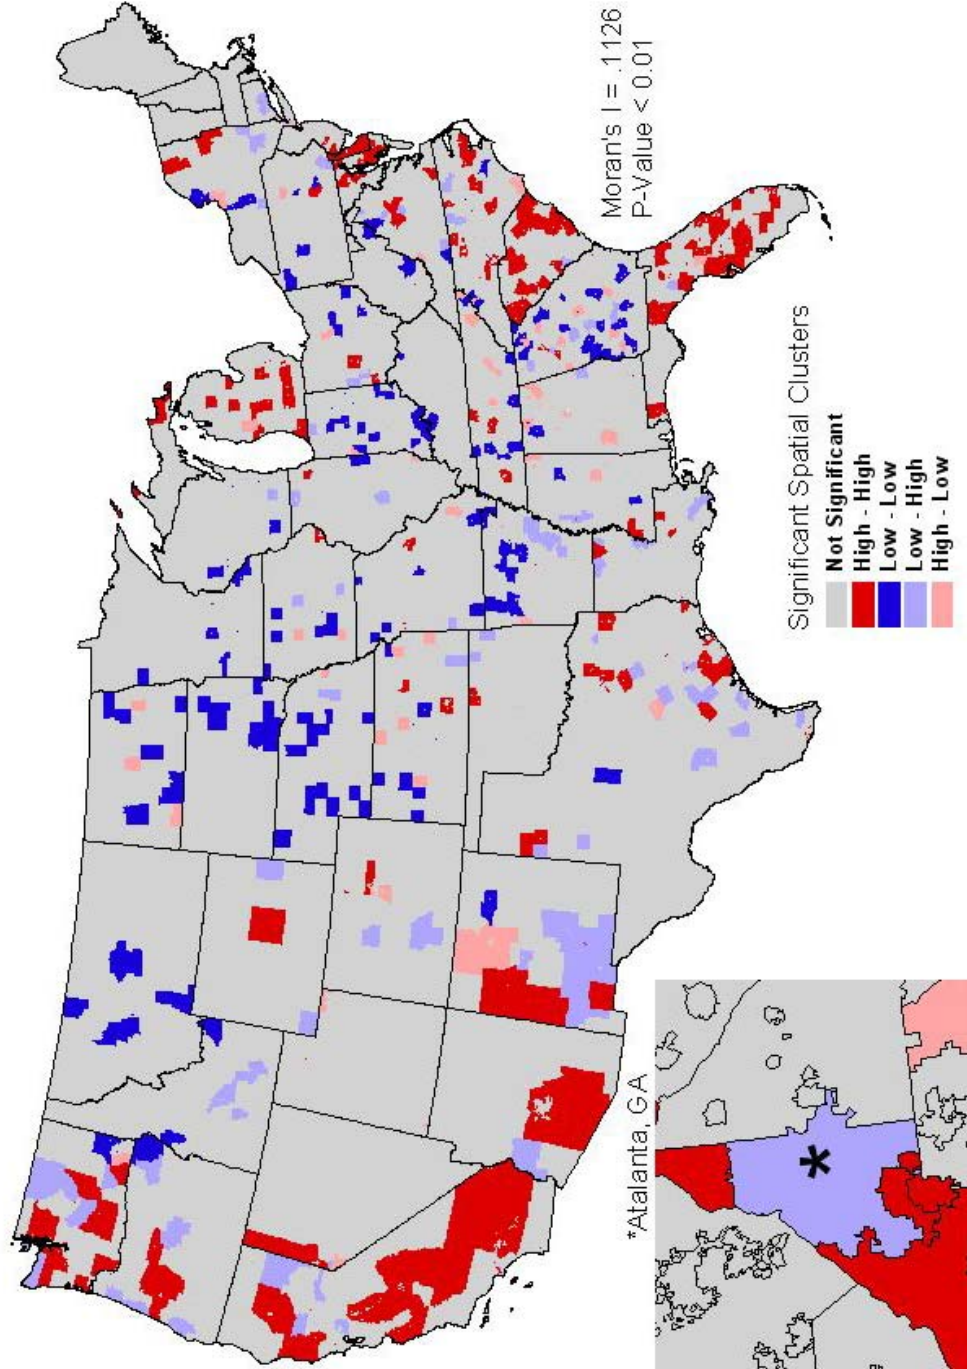 Moran's I = .1126
P-Value < 0.01
Significant Spatial Clusters
Not Significant
High - High
Low - Low
Low - High
High - Low
*Atalanta, GA
*